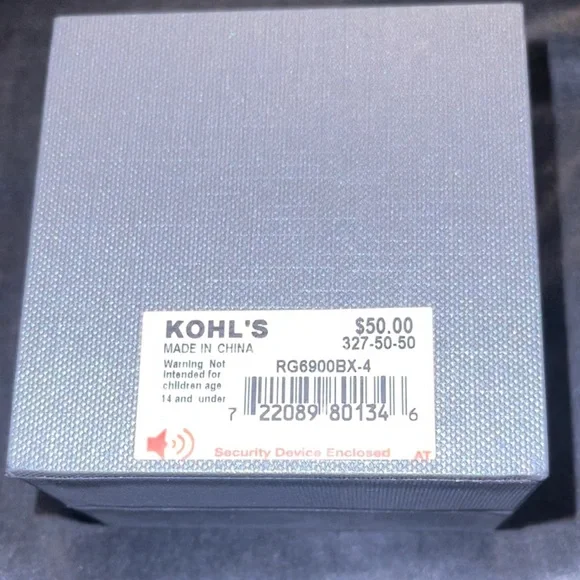 KOHL'S $50.00
MADE IN CHINA 327-50-50
Warning Not
Intended for
children age
14 and under
RG6900BX-4
7 22089 80134 6
Security Device Enclosed AT